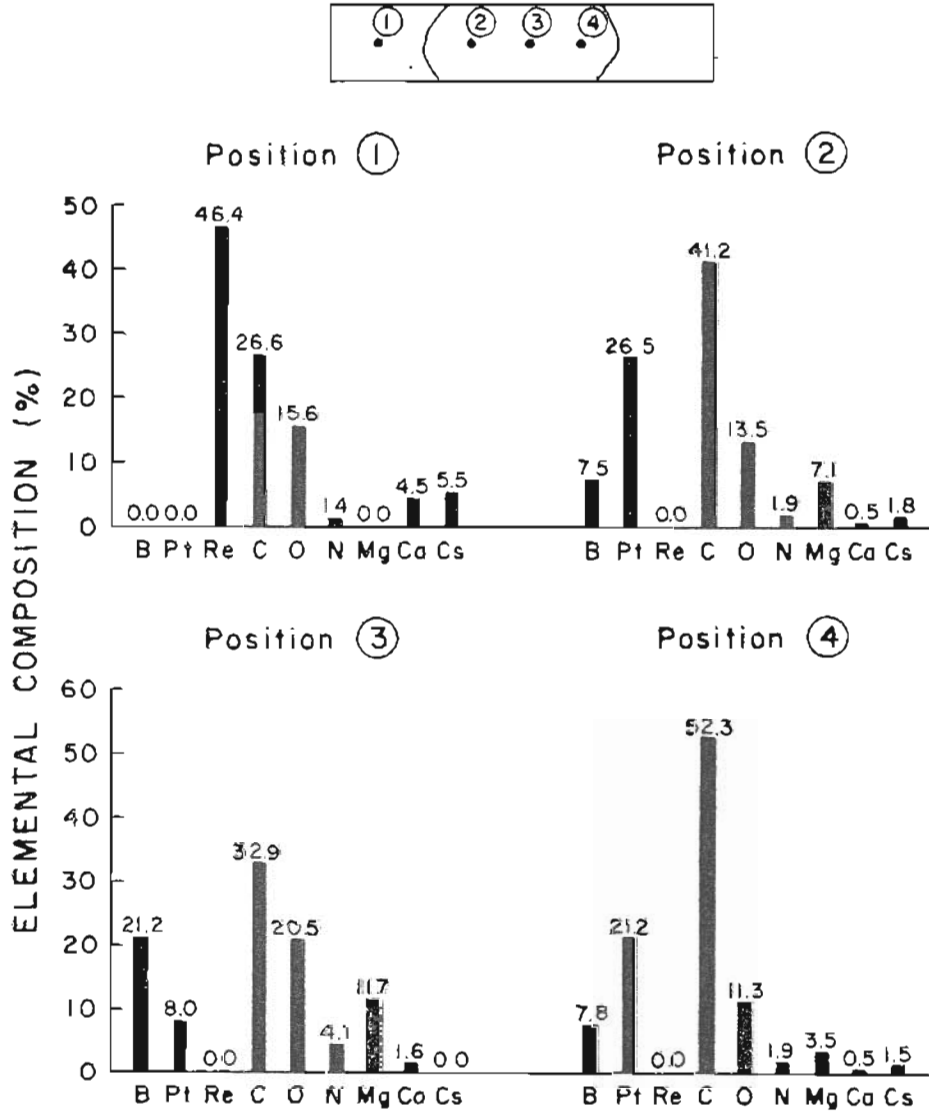 1 2 3 4
Position 1
50
40
30
20
10
0
46.4
26.6
15.6
0.0 0.0 1.4 0.0 4.5 5.5
B Pt Re C O N Mg Ca Cs
Position 2
41.2
26.5
13.5
7.5 0.0 1.9 7.1 0.5 1.8
B Pt Re C O N Mg Ca Cs
ELEMENTAL COMPOSITION (%)
Position 3
60
50
40
30
20
10
0
32.9
21.2 20.5
8.0 0.0 4.1 11.7 1.6 0.0
B Pt Re C O N Mg Ca Cs
Position 4
52.3
21.2
11.3
7.8 0.0 1.9 3.5 0.5 1.5
B Pt Re C O N Mg Ca Cs